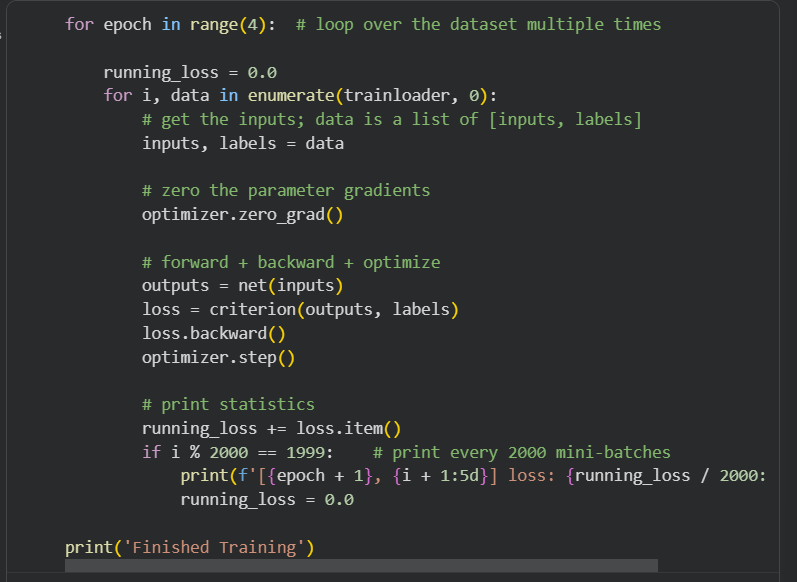 for epoch in range(4):  # loop over the dataset multiple times

    running_loss = 0.0
    for i, data in enumerate(trainloader, 0):
        # get the inputs; data is a list of [inputs, labels]
        inputs, labels = data

        # zero the parameter gradients
        optimizer.zero_grad()

        # forward + backward + optimize
        outputs = net(inputs)
        loss = criterion(outputs, labels)
        loss.backward()
        optimizer.step()

        # print statistics
        running_loss += loss.item()
        if i % 2000 == 1999:    # print every 2000 mini-batches
            print(f'[{epoch + 1}, {i + 1:5d}] loss: {running_loss / 2000:
            running_loss = 0.0

print('Finished Training')